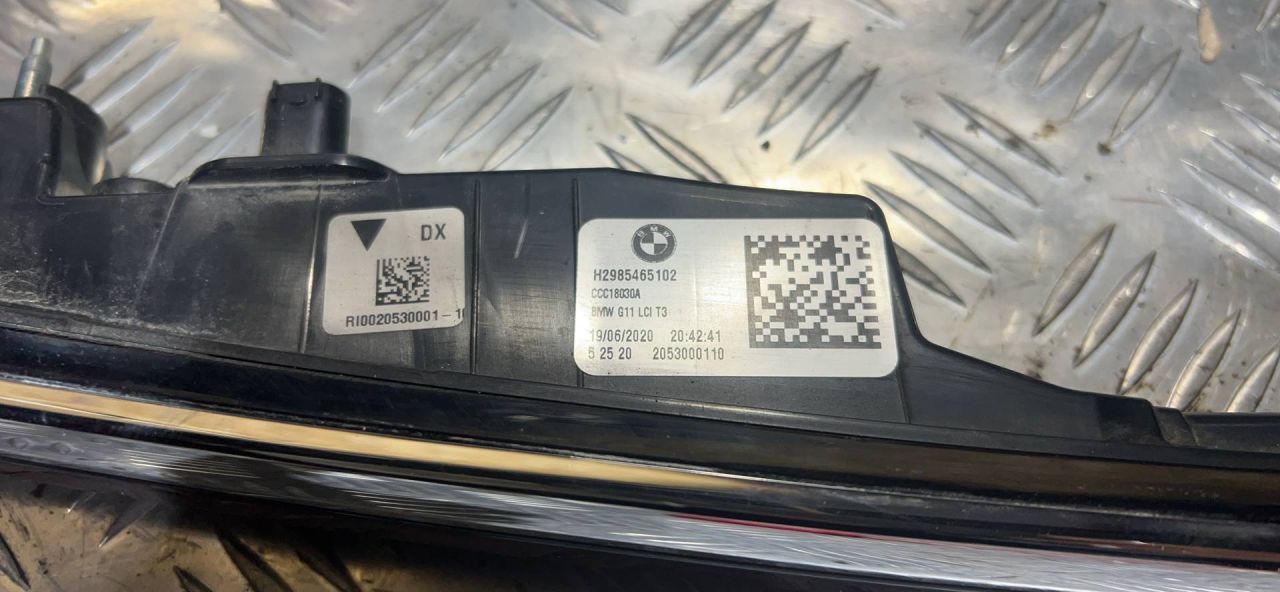 DX
RI0020530001-1
BMW
H2985465102
CCC18030A
BMW G11 LCI T3
19/06/2020 20:42:41
5 25 20 2053000110